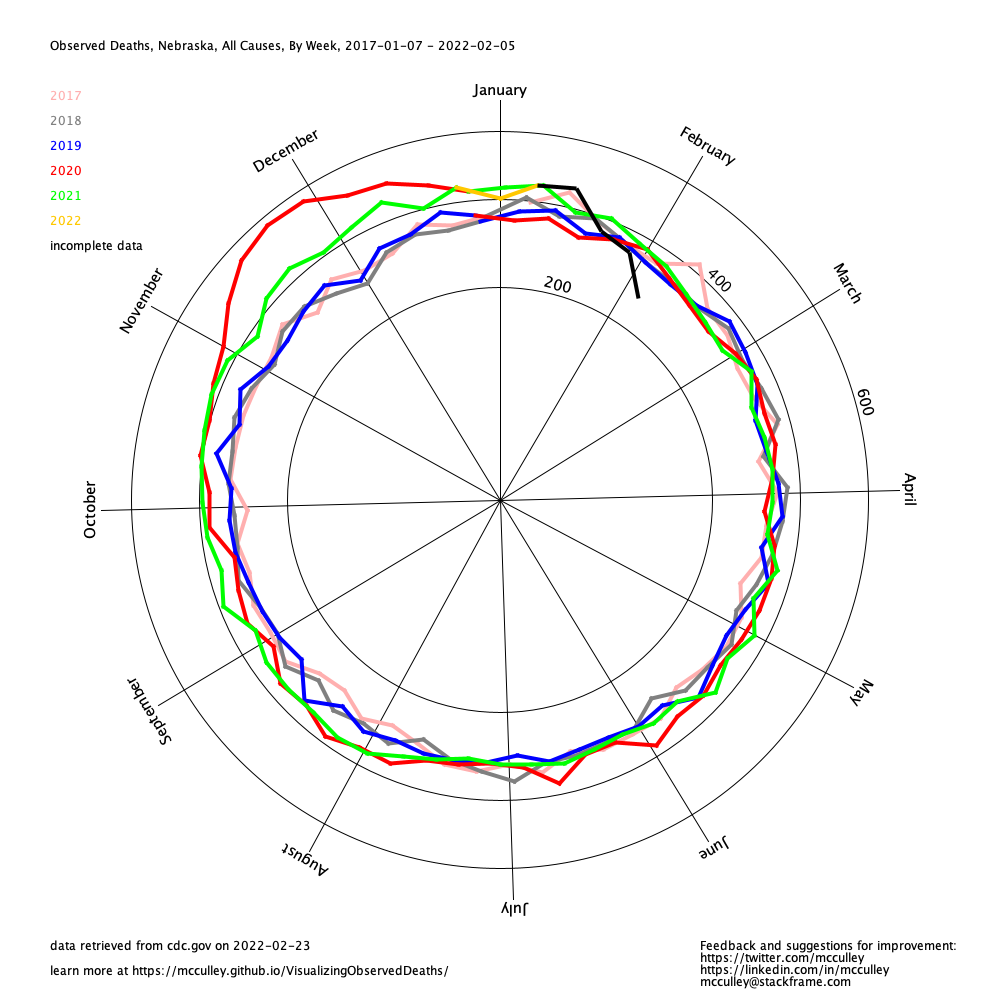 Observed Deaths, Nebraska, All Causes, By Week, 2017-01-07 - 2022-02-05
January
2017
2018
2019
2020
2021
2022
incomplete data
December
February
November
March
200
400
600
October
April
September
May
August
June
July
data retrieved from cdc.gov on 2022-02-23
learn more at https://mcculley.github.io/VisualizingObservedDeaths/
Feedback and suggestions for improvement:
https://twitter.com/mcculley
https://linkedin.com/in/mcculley
mcculley@stackframe.com